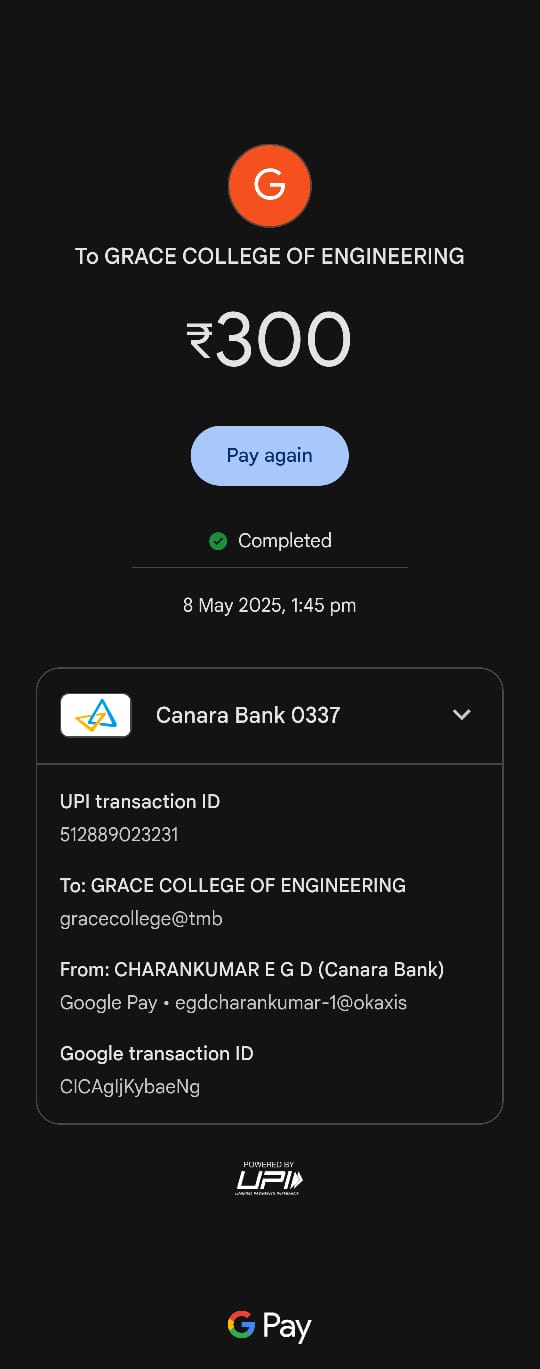 G
To GRACE COLLEGE OF ENGINEERING
₹300
Pay again
Completed
8 May 2025, 1:45 pm
Canara Bank 0337
UPI transaction ID
512889023231
To: GRACE COLLEGE OF ENGINEERING
gracecollege@tmb
From: CHARANKUMAR E G D (Canara Bank)
Google Pay • egdcharankumar-1@okaxis
Google transaction ID
CICAgIjKybaeNg
POWERED BY
UPI
UNIFIED PAYMENTS INTERFACE
G Pay